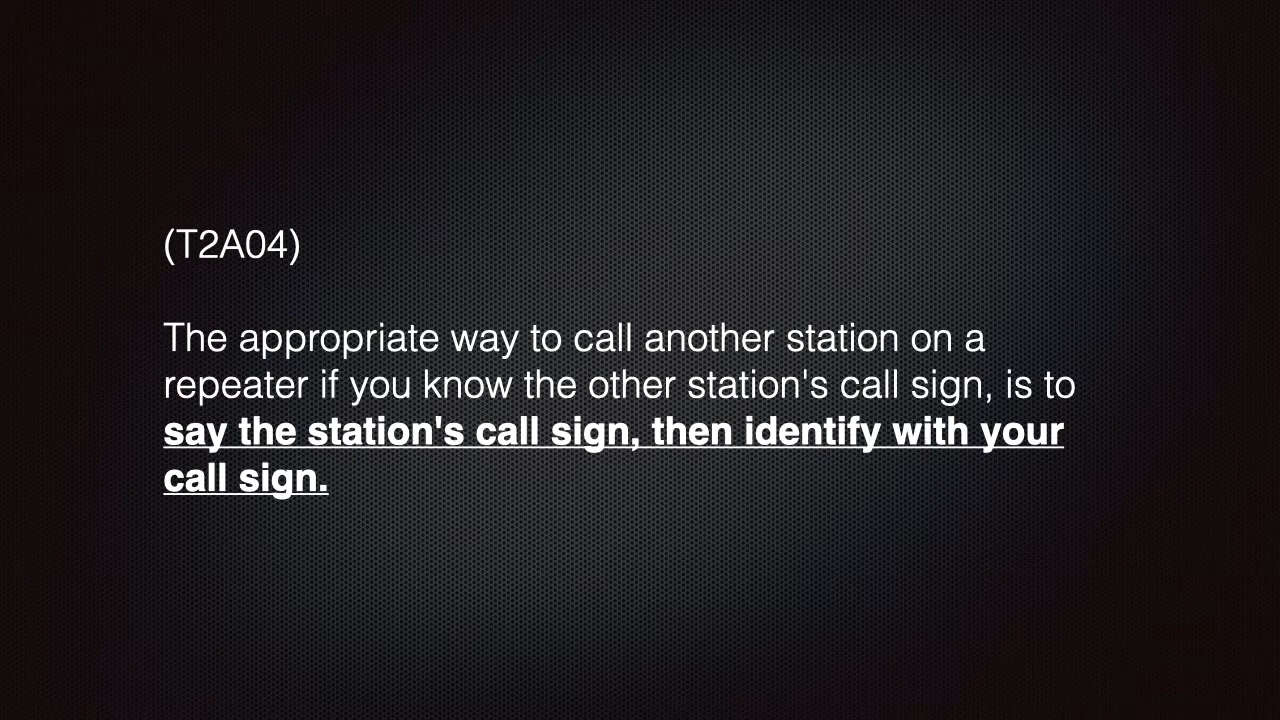 (T2A04)
The appropriate way to call another station on a
repeater if you know the other station's call sign, is to
say the station's call sign, then identify with your
call sign.